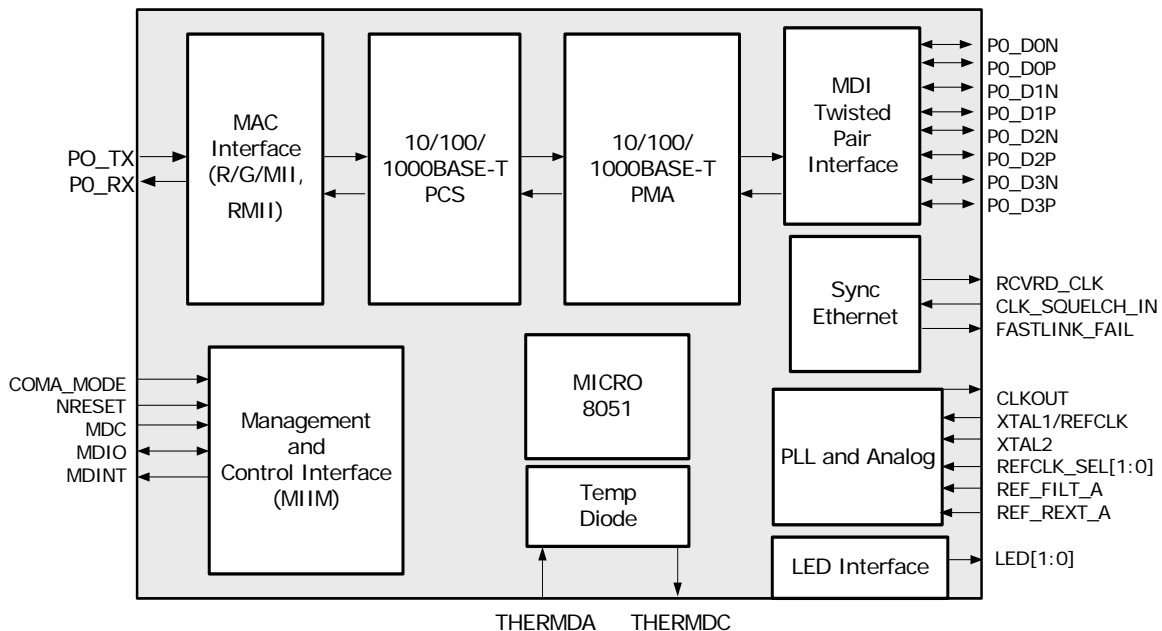 PO_TX
P0_RX
MAC
Interface
(R/G/MII,
RMII)
10/100/
1000BASE-T
PCS
10/100/
1000BASE-T
PMA
MDI
Twisted
Pair
Interface
P0_D0N
P0_D0P
P0_D1N
P0_D1P
P0_D2N
P0_D2P
P0_D3N
P0_D3P
Sync
Ethernet
RCVRD_CLK
CLK_SQUELCH_IN
FASTLINK_FAIL
COMA_MODE
NRESET
MDC
MDIO
MDINT
Management
and
Control Interface
(MIIM)
MICRO
8051
Temp
Diode
PLL and Analog
CLKOUT
XTAL1/REFCLK
XTAL2
REFCLK_SEL[1:0]
REF_FILT_A
REF_REXT_A
LED Interface
LED[1:0]
THERMDA
THERMDC